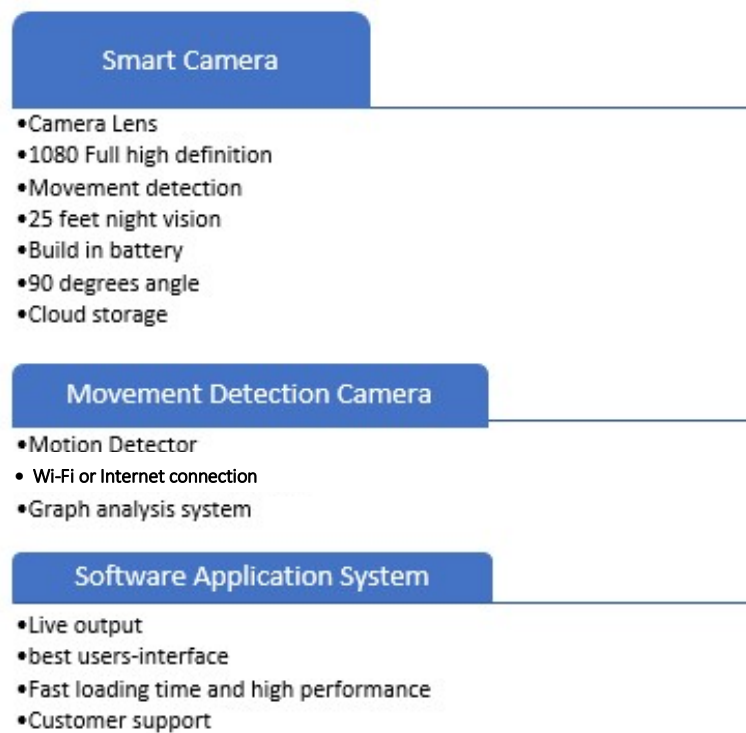 Smart Camera
•Camera Lens
•1080 Full high definition
•Movement detection
•25 feet night vision
•Build in battery
•90 degrees angle
•Cloud storage
Movement Detection Camera
•Motion Detector
• Wi-Fi or Internet connection
•Graph analysis system
Software Application System
•Live output
•best users-interface
•Fast loading time and high performance
•Customer support